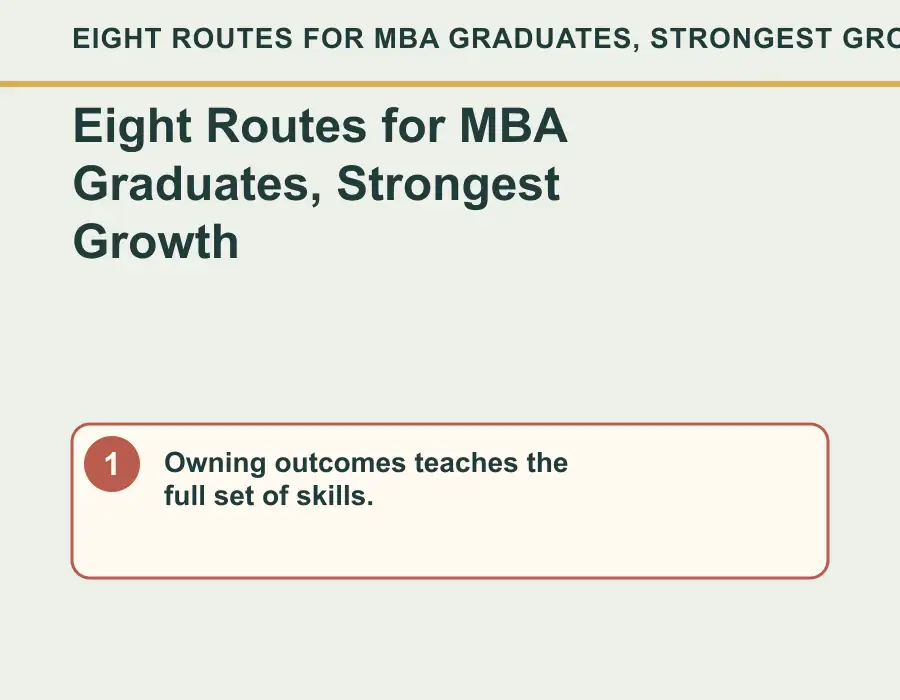 EIGHT ROUTES FOR MBA GRADUATES, STRONGEST GRO
Eight Routes for MBA
Graduates, Strongest
Growth
1
Owning outcomes teaches the
full set of skills.